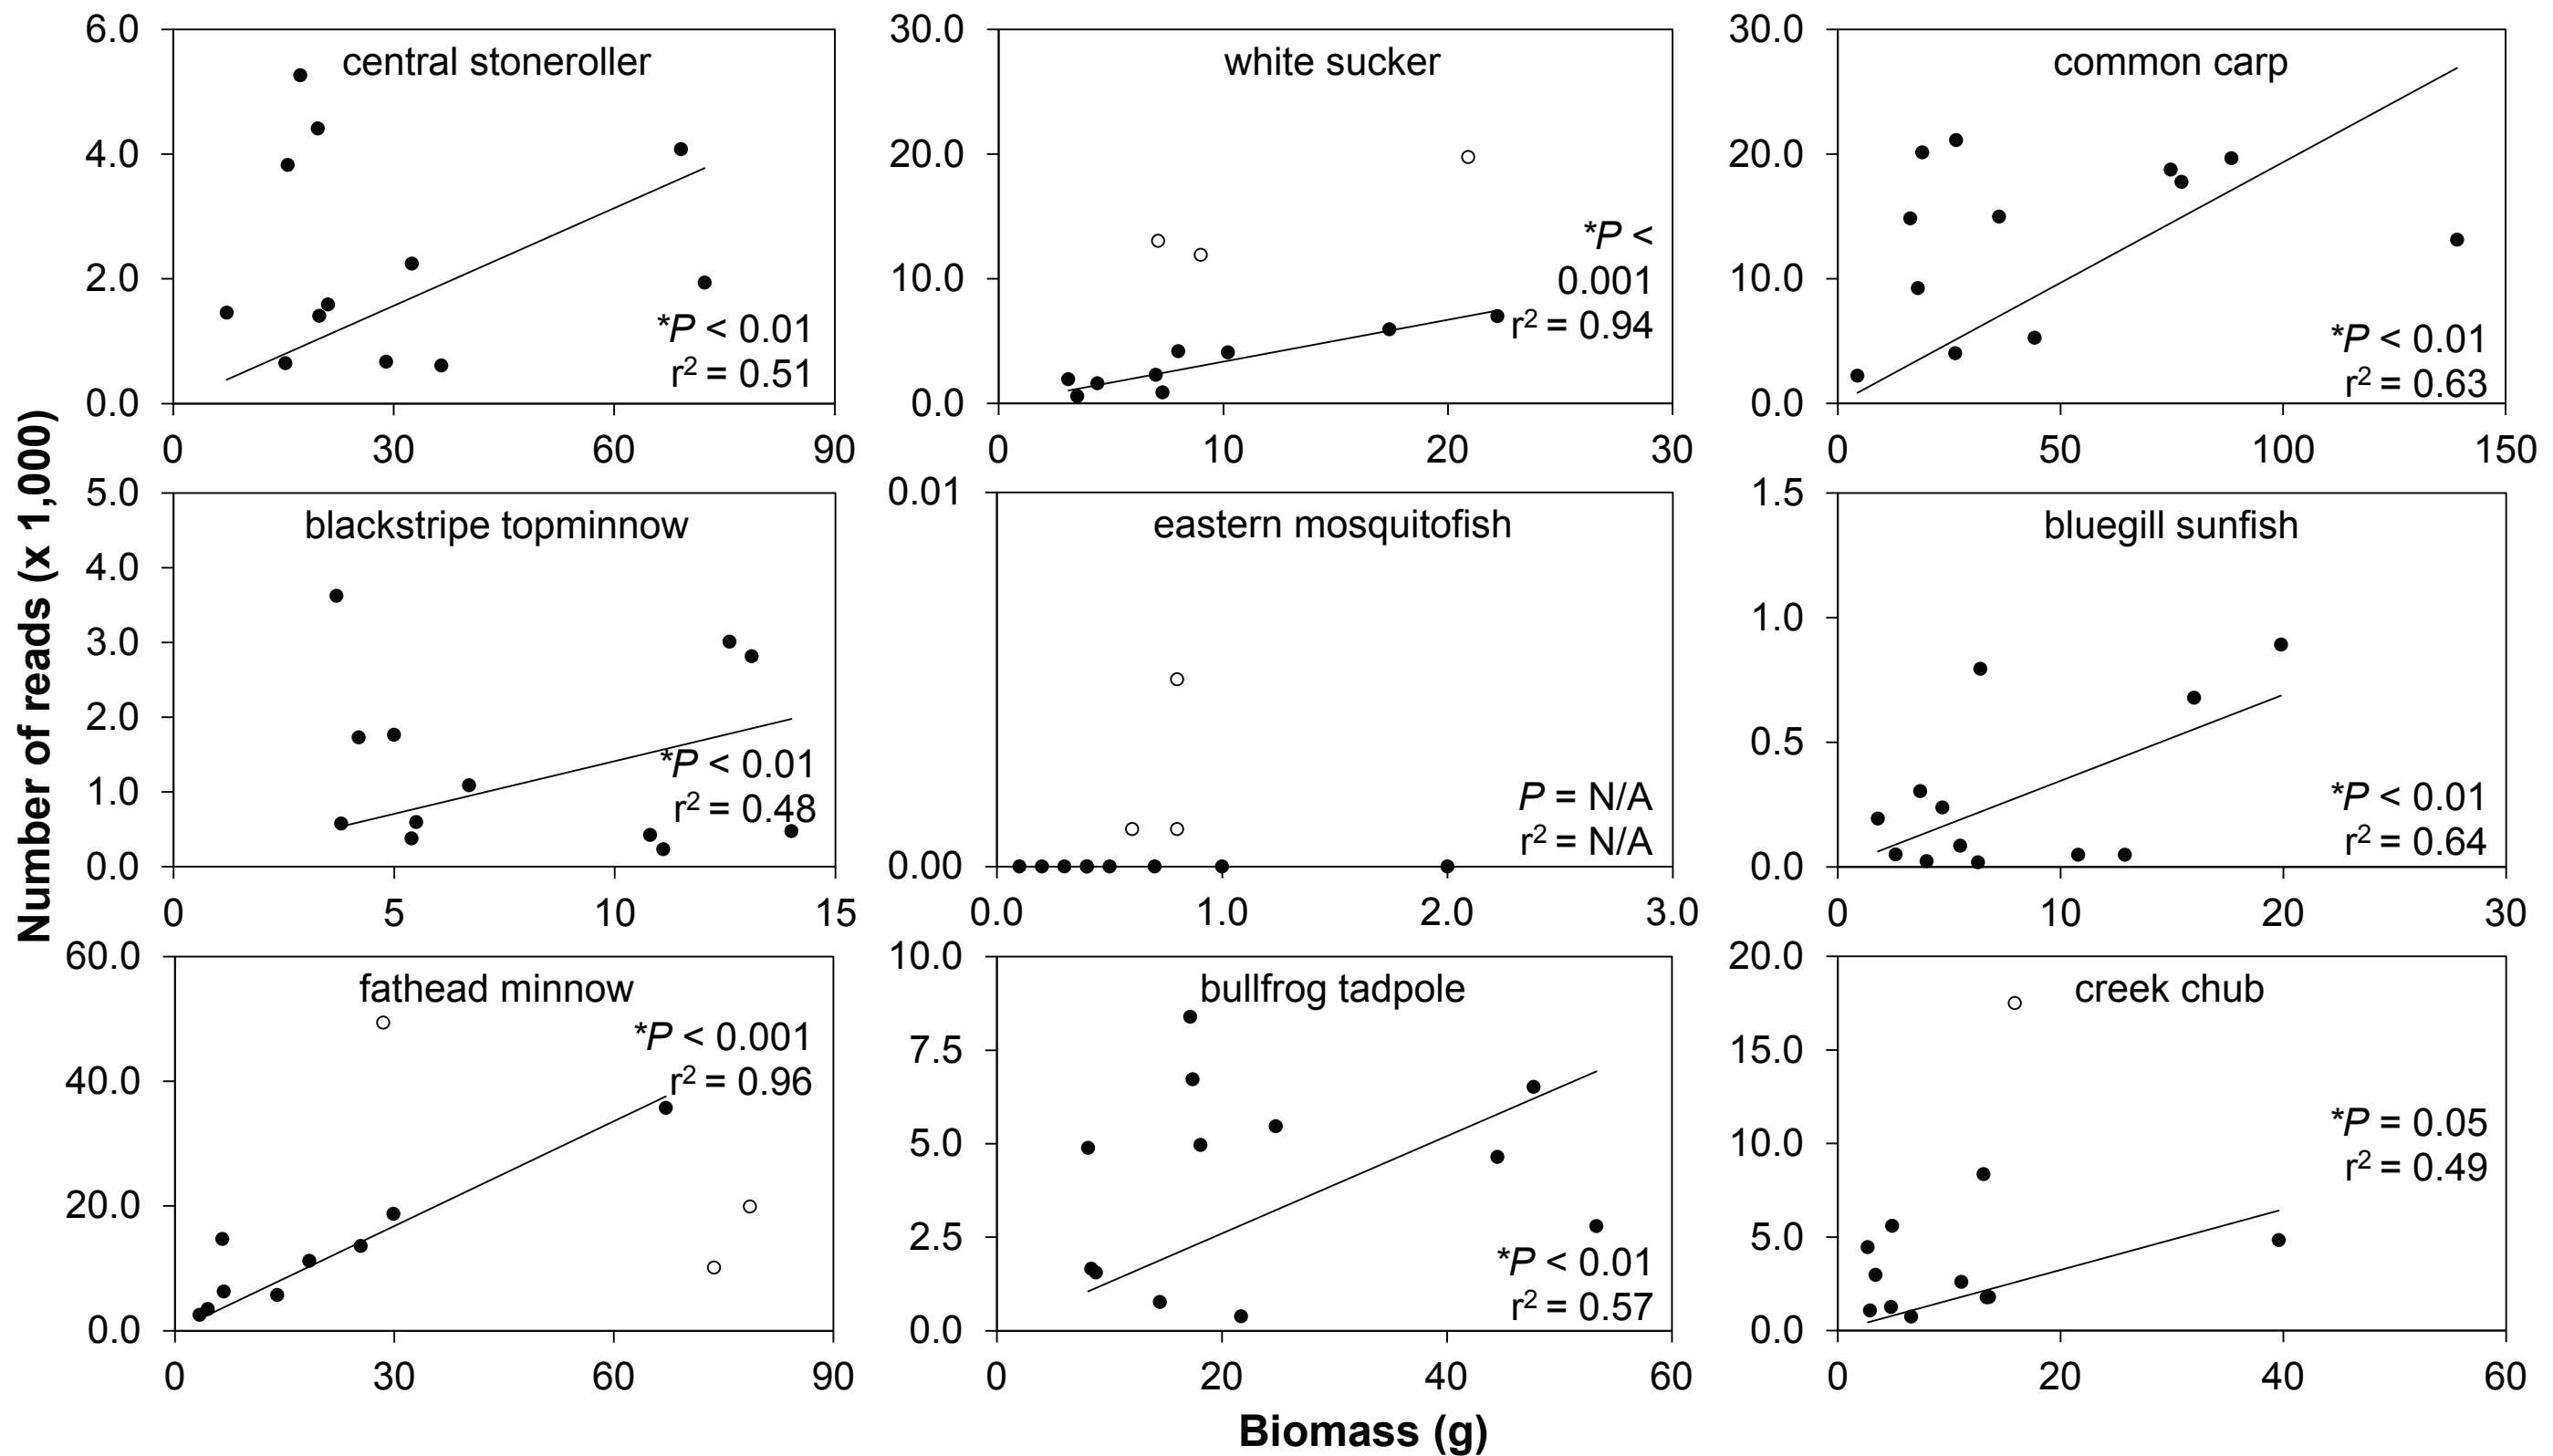 Number of reads (x 1,000)
6.0
4.0
2.0
0.0
central stoneroller
*P < 0.01
r² = 0.51
0 30 60 90
30.0
20.0
10.0
0.0
white sucker
*P <
0.001
r² = 0.94
0 10 20 30
30.0
20.0
10.0
0.0
common carp
*P < 0.01
r² = 0.63
0 50 100 150
5.0
4.0
3.0
2.0
1.0
0.0
blackstripe topminnow
*P < 0.01
r² = 0.48
0 5 10 15
0.01
0.00
eastern mosquitofish
P = N/A
r² = N/A
0.0 1.0 2.0 3.0
1.5
1.0
0.5
0.0
bluegill sunfish
*P < 0.01
r² = 0.64
0 10 20 30
60.0
40.0
20.0
0.0
fathead minnow
*P < 0.001
r² = 0.96
0 30 60 90
10.0
7.5
5.0
2.5
0.0
bullfrog tadpole
*P < 0.01
r² = 0.57
0 20 40 60
20.0
15.0
10.0
5.0
0.0
creek chub
*P = 0.05
r² = 0.49
0 20 40 60
Biomass (g)